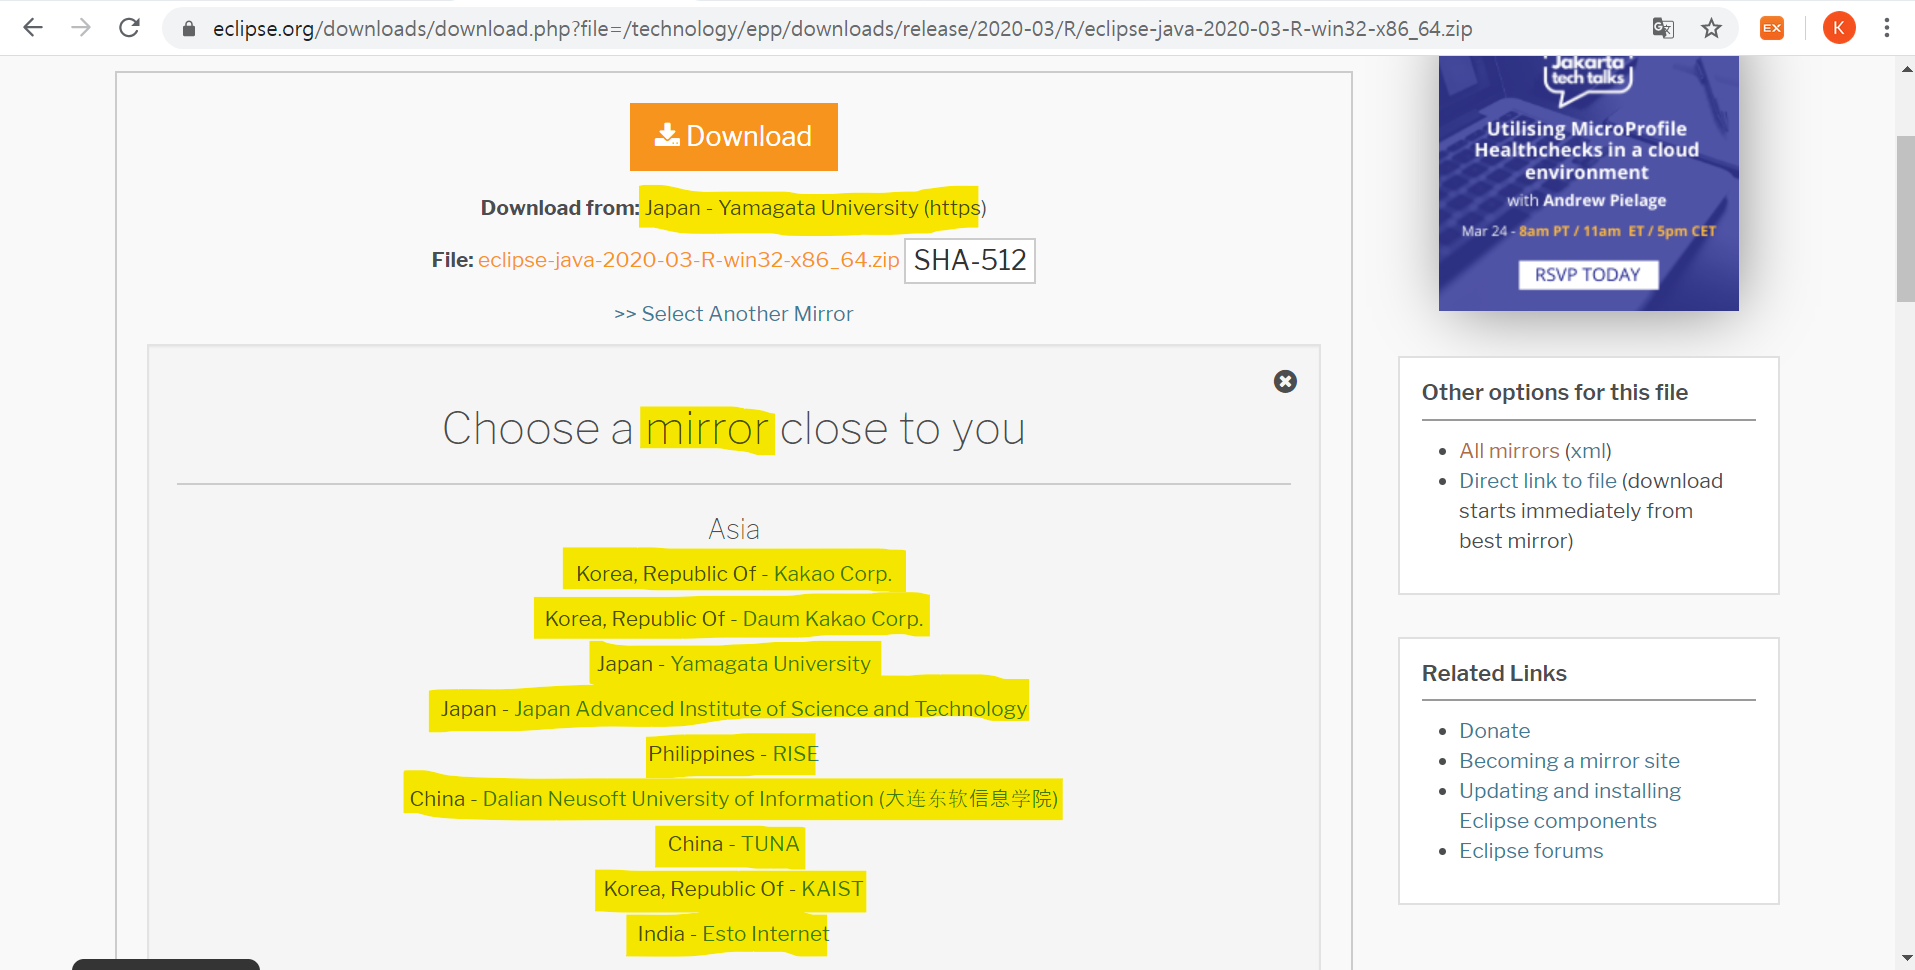 eclipse.org/downloads/download.php?file=/technology/epp/downloads/release/2020-03/R/eclipse-java-2020-03-R-win32-x86_64.zip
EX
K
Download
Download from: Japan - Yamagata University (https)
File: eclipse-java-2020-03-R-win32-x86_64.zip SHA-512
>> Select Another Mirror
Choose a mirror close to you
Asia
Korea, Republic Of - Kakao Corp.
Korea, Republic Of - Daum Kakao Corp.
Japan - Yamagata University
Japan - Japan Advanced Institute of Science and Technology
Philippines - RISE
China - Dalian Neusoft University of Information (大连东软信息学院)
China - TUNA
Korea, Republic Of - KAIST
India - Esto Internet
Jakarta
tech talks
Utilising MicroProfile
Healthchecks in a cloud
environment
with Andrew Pielage
Mar 24 - 8am PT / 11am ET / 5pm CET
RSVP TODAY
Other options for this file
All mirrors (xml)
Direct link to file (download
starts immediately from
best mirror)
Related Links
Donate
Becoming a mirror site
Updating and installing
Eclipse components
Eclipse forums